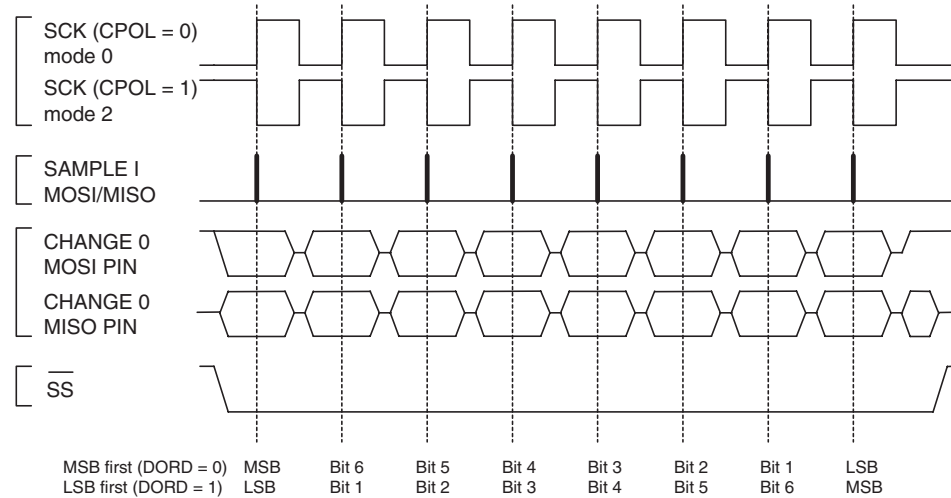 SCK (CPOL = 0)
mode 0
SCK (CPOL = 1)
mode 2
SAMPLE I
MOSI/MISO
CHANGE 0
MOSI PIN
CHANGE 0
MISO PIN
SS
MSB first (DORD = 0) MSB Bit 6 Bit 5 Bit 4 Bit 3 Bit 2 Bit 1 LSB
LSB first (DORD = 1) LSB Bit 1 Bit 2 Bit 3 Bit 4 Bit 5 Bit 6 MSB